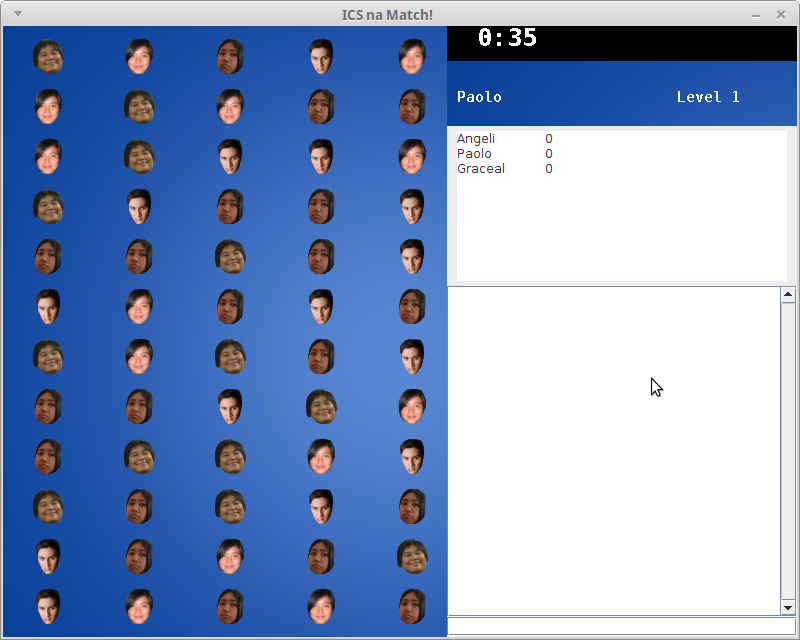 ICS na Match!
0:35
Paolo Level 1
Angeli 0
Paolo 0
Graceal 0